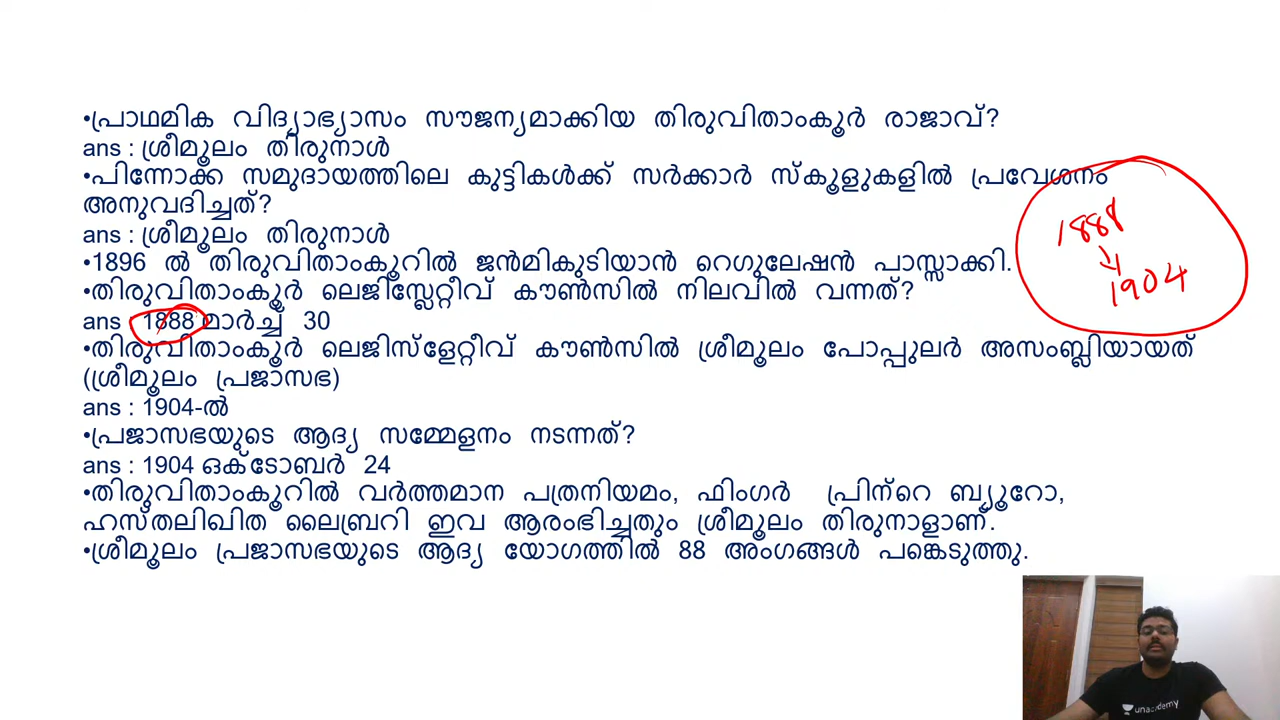 •പ്രാഥമിക വിദ്യാഭ്യാസം സൗജന്യമാക്കിയ തിരുവിതാംകൂർ രാജാവ്?
ans : ശ്രീമൂലം തിരുനാൾ
•പിന്നോക്ക സമുദായത്തിലെ കുട്ടികൾക്ക് സർക്കാർ സ്കൂളുകളിൽ പ്രവേശനം
അനുവദിച്ചത്?
ans : ശ്രീമൂലം തിരുനാൾ
•1896 ൽ തിരുവിതാംകൂറിൽ ജൻമികുടിയാൻ റെഗുലേഷൻ പാസ്സാക്കി.
•തിരുവിതാംകൂർ ലെജിസ്ലേറ്റീവ് കൗൺസിൽ നിലവിൽ വന്നത്?
ans : 1888 മാർച്ച് 30
•തിരുവിതാംകൂർ ലെജിസ്ളേറ്റീവ് കൗൺസിൽ ശ്രീമൂലം പോപ്പുലർ അസംബ്ലിയായത്
(ശ്രീമൂലം പ്രജാസഭ)
ans : 1904-ൽ
•പ്രജാസഭയുടെ ആദ്യ സമ്മേളനം നടന്നത്?
ans : 1904 ഒക്ടോബർ 24
•തിരുവിതാംകൂറിൽ വർത്തമാന പത്രനിയമം, ഫിംഗർ പ്രിന്റെ ബ്യൂറോ,
ഹസ്തലിഖിത ലൈബ്രറി ഇവ ആരംഭിച്ചതും ശ്രീമൂലം തിരുനാളാണ്.
•ശ്രീമൂലം പ്രജാസഭയുടെ ആദ്യ യോഗത്തിൽ 88 അംഗങ്ങൾ പങ്കെടുത്തു.
1888
1904
unacademy